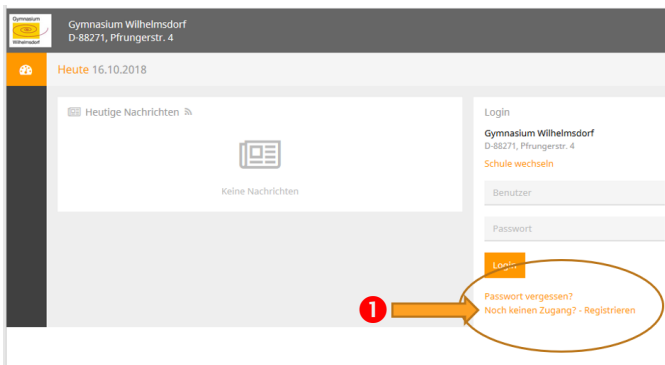 Gymnasium
Wilhelmsdorf
Gymnasium Wilhelmsdorf
D-88271, Pfrungerstr. 4
Heute 16.10.2018
Heutige Nachrichten
Keine Nachrichten
Login
Gymnasium Wilhelmsdorf
D-88271, Pfrungerstr. 4
Schule wechseln
Benutzer
Passwort
Login
Passwort vergessen?
1
Noch keinen Zugang? - Registrieren